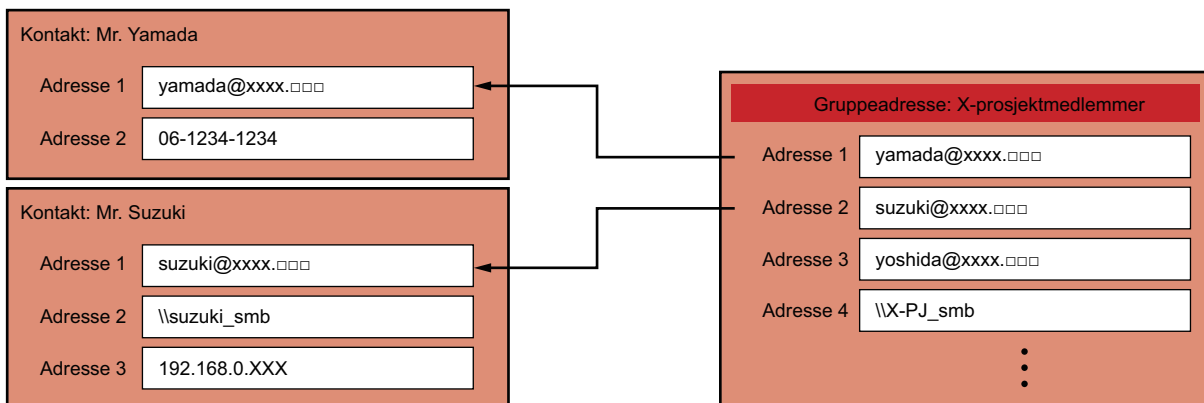 Kontakt: Mr. Yamada
Adresse 1 yamada@xxxx.□□□
Adresse 2 06-1234-1234
Kontakt: Mr. Suzuki
Adresse 1 suzuki@xxxx.□□□
Adresse 2 \\suzuki_smb
Adresse 3 192.168.0.XXX
Gruppeadresse: X-prosjektmedlemmer
Adresse 1 yamada@xxxx.□□□
Adresse 2 suzuki@xxxx.□□□
Adresse 3 yoshida@xxxx.□□□
Adresse 4 \\X-PJ_smb